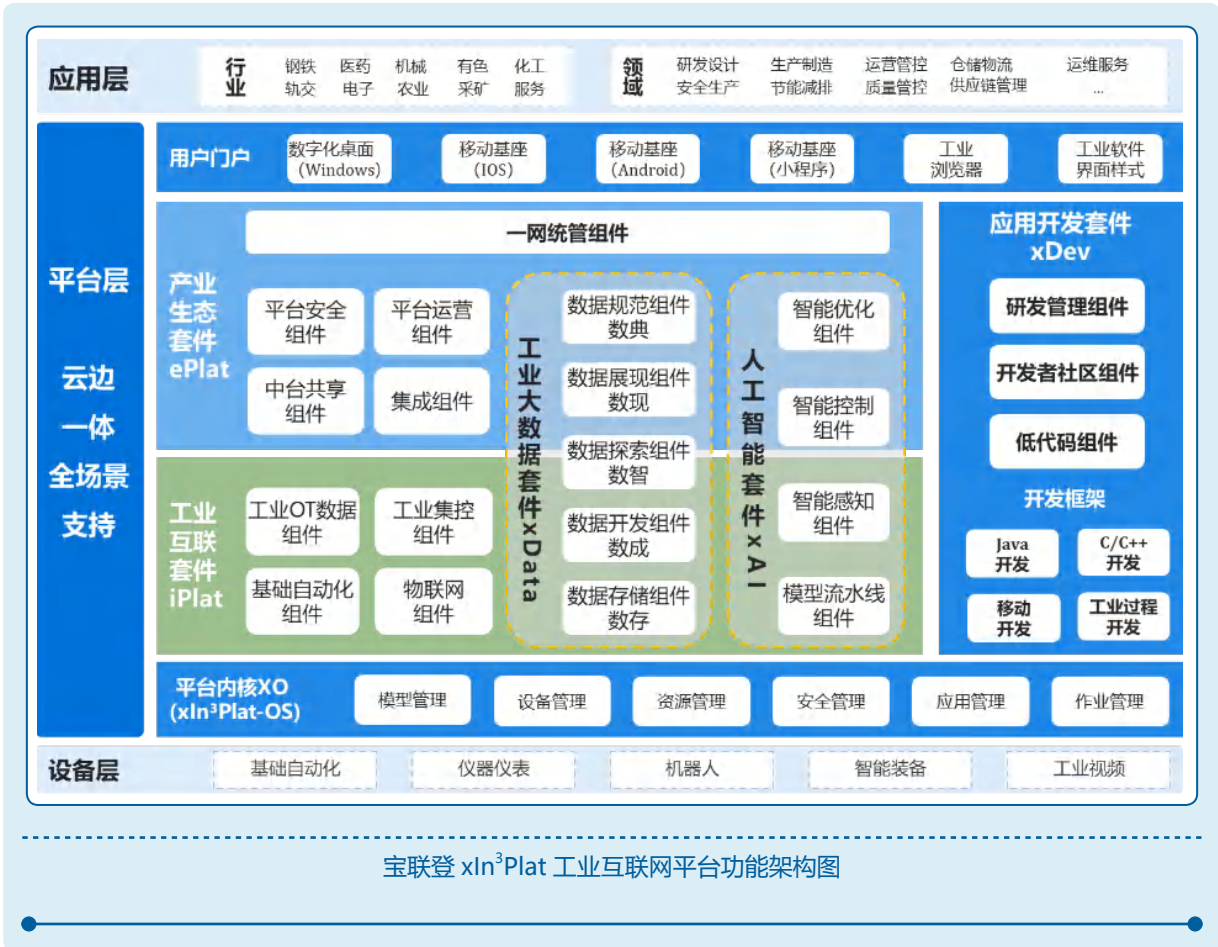 应用层
行业
钢铁 医药 机械 有色 化工
轨交 电子 农业 采矿 服务
领域
研发设计 生产制造 运营管控 仓储物流 运维服务
安全生产 节能减排 质量管控 供应链管理 ...
平台层
云边
一体
全场景
支持
用户门户
数字化桌面
(Windows)
移动基座
(IOS)
移动基座
(Android)
移动基座
(小程序)
工业
浏览器
工业软件
界面样式
产业
生态
套件
ePlat
一网统管组件
平台安全
组件
平台运营
组件
中台共享
组件
集成组件
工业
互联
套件
iPlat
工业OT数据
组件
工业集控
组件
基础自动化
组件
物联网
组件
工业大数据套件xData
数据规范组件
数典
数据展现组件
数现
数据探索组件
数智
数据开发组件
数成
数据存储组件
数存
人工智能套件xAI
智能优化
组件
智能控制
组件
智能感知
组件
模型流水线
组件
应用开发套件
xDev
研发管理组件
开发者社区组件
低代码组件
开发框架
Java
开发
C/C++
开发
移动
开发
工业过程
开发
平台内核XO
(xIn³Plat-OS)
模型管理
设备管理
资源管理
安全管理
应用管理
作业管理
设备层
基础自动化
仪器仪表
机器人
智能装备
工业视频
宝联登 xIn³Plat 工业互联网平台功能架构图